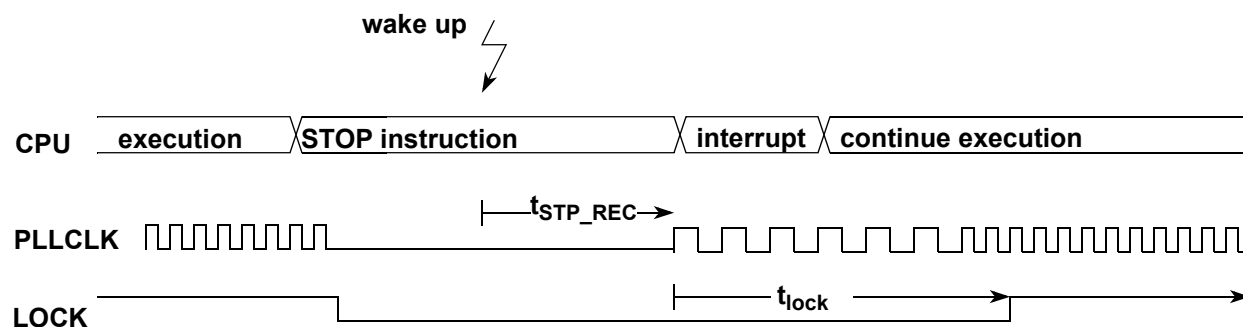 wake up
CPU execution STOP instruction interrupt continue execution
tSTP_REC
PLLCLK
tlock
LOCK